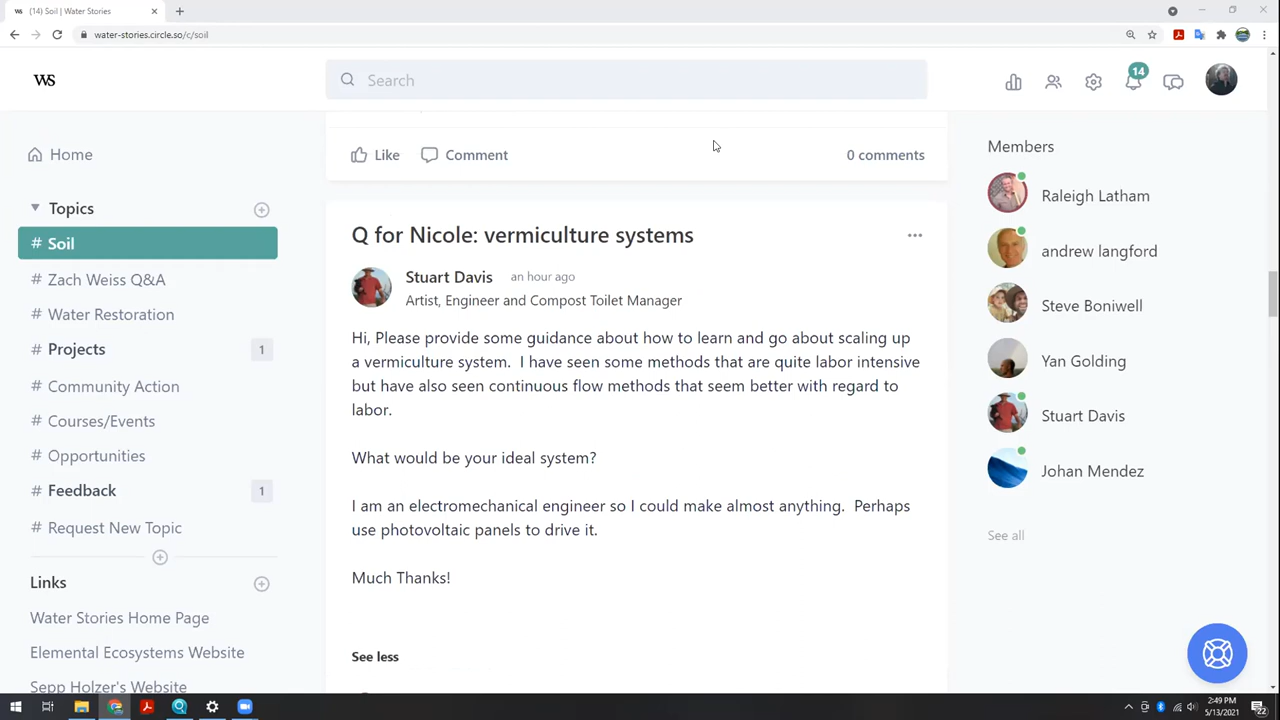 (14) Soil | Water Stories
water-stories.circle.so/c/soil
WS
Search
14
Home
Topics
# Soil
# Zach Weiss Q&A
# Water Restoration
# Projects 1
# Community Action
# Courses/Events
# Opportunities
# Feedback 1
# Request New Topic
Links
Water Stories Home Page
Elemental Ecosystems Website
Sepp Holzer's Website
Like Comment 0 comments
Q for Nicole: vermiculture systems
Stuart Davis an hour ago
Artist, Engineer and Compost Toilet Manager
Hi, Please provide some guidance about how to learn and go about scaling up
a vermiculture system. I have seen some methods that are quite labor intensive
but have also seen continuous flow methods that seem better with regard to
labor.
What would be your ideal system?
I am an electromechanical engineer so I could make almost anything. Perhaps
use photovoltaic panels to drive it.
Much Thanks!
See less
Members
Raleigh Latham
andrew langford
Steve Boniwell
Yan Golding
Stuart Davis
Johan Mendez
See all
2:49 PM
5/13/2021
22